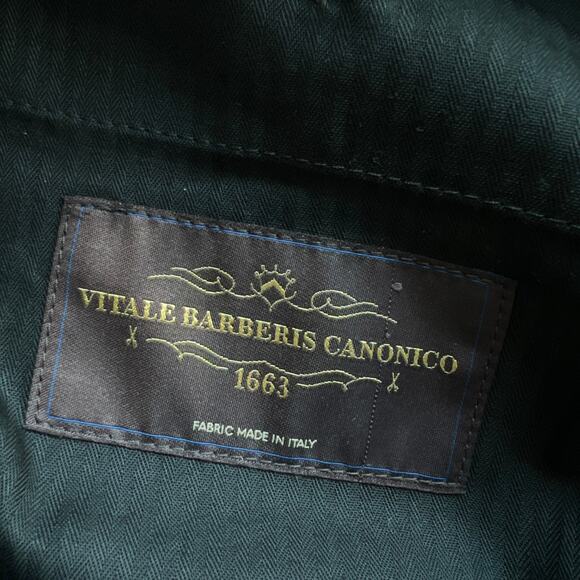 VITALE BARBERIS CANONICO
1663
FABRIC MADE IN ITALY